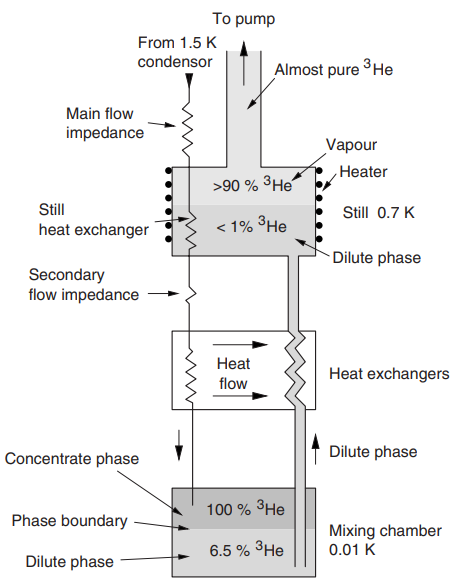 To pump
From 1.5 K
condensor
Almost pure ³He
Main flow
impedance
Vapour
Heater
>90 % ³He
Still
heat exchanger
< 1% ³He
Still 0.7 K
Dilute phase
Secondary
flow impedance
Heat
flow
Heat exchangers
Concentrate phase
Dilute phase
100 % ³He
Phase boundary
6.5 % ³He
Mixing chamber
0.01 K
Dilute phase